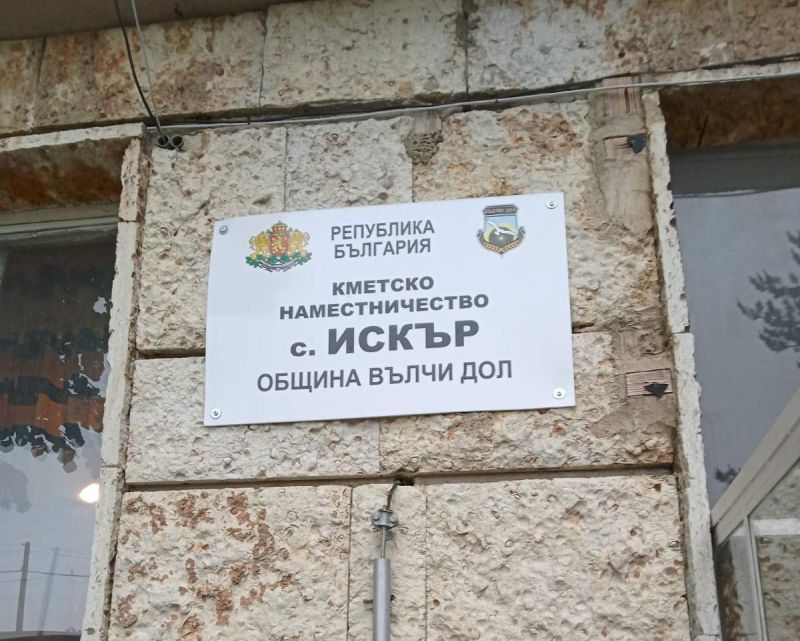 РЕПУБЛИКА
БЪЛГАРИЯ
КМЕТСКО
НАМЕСТНИЧЕСТВО
с. ИСКЪР
ОБЩИНА ВЪЛЧИ ДОЛ